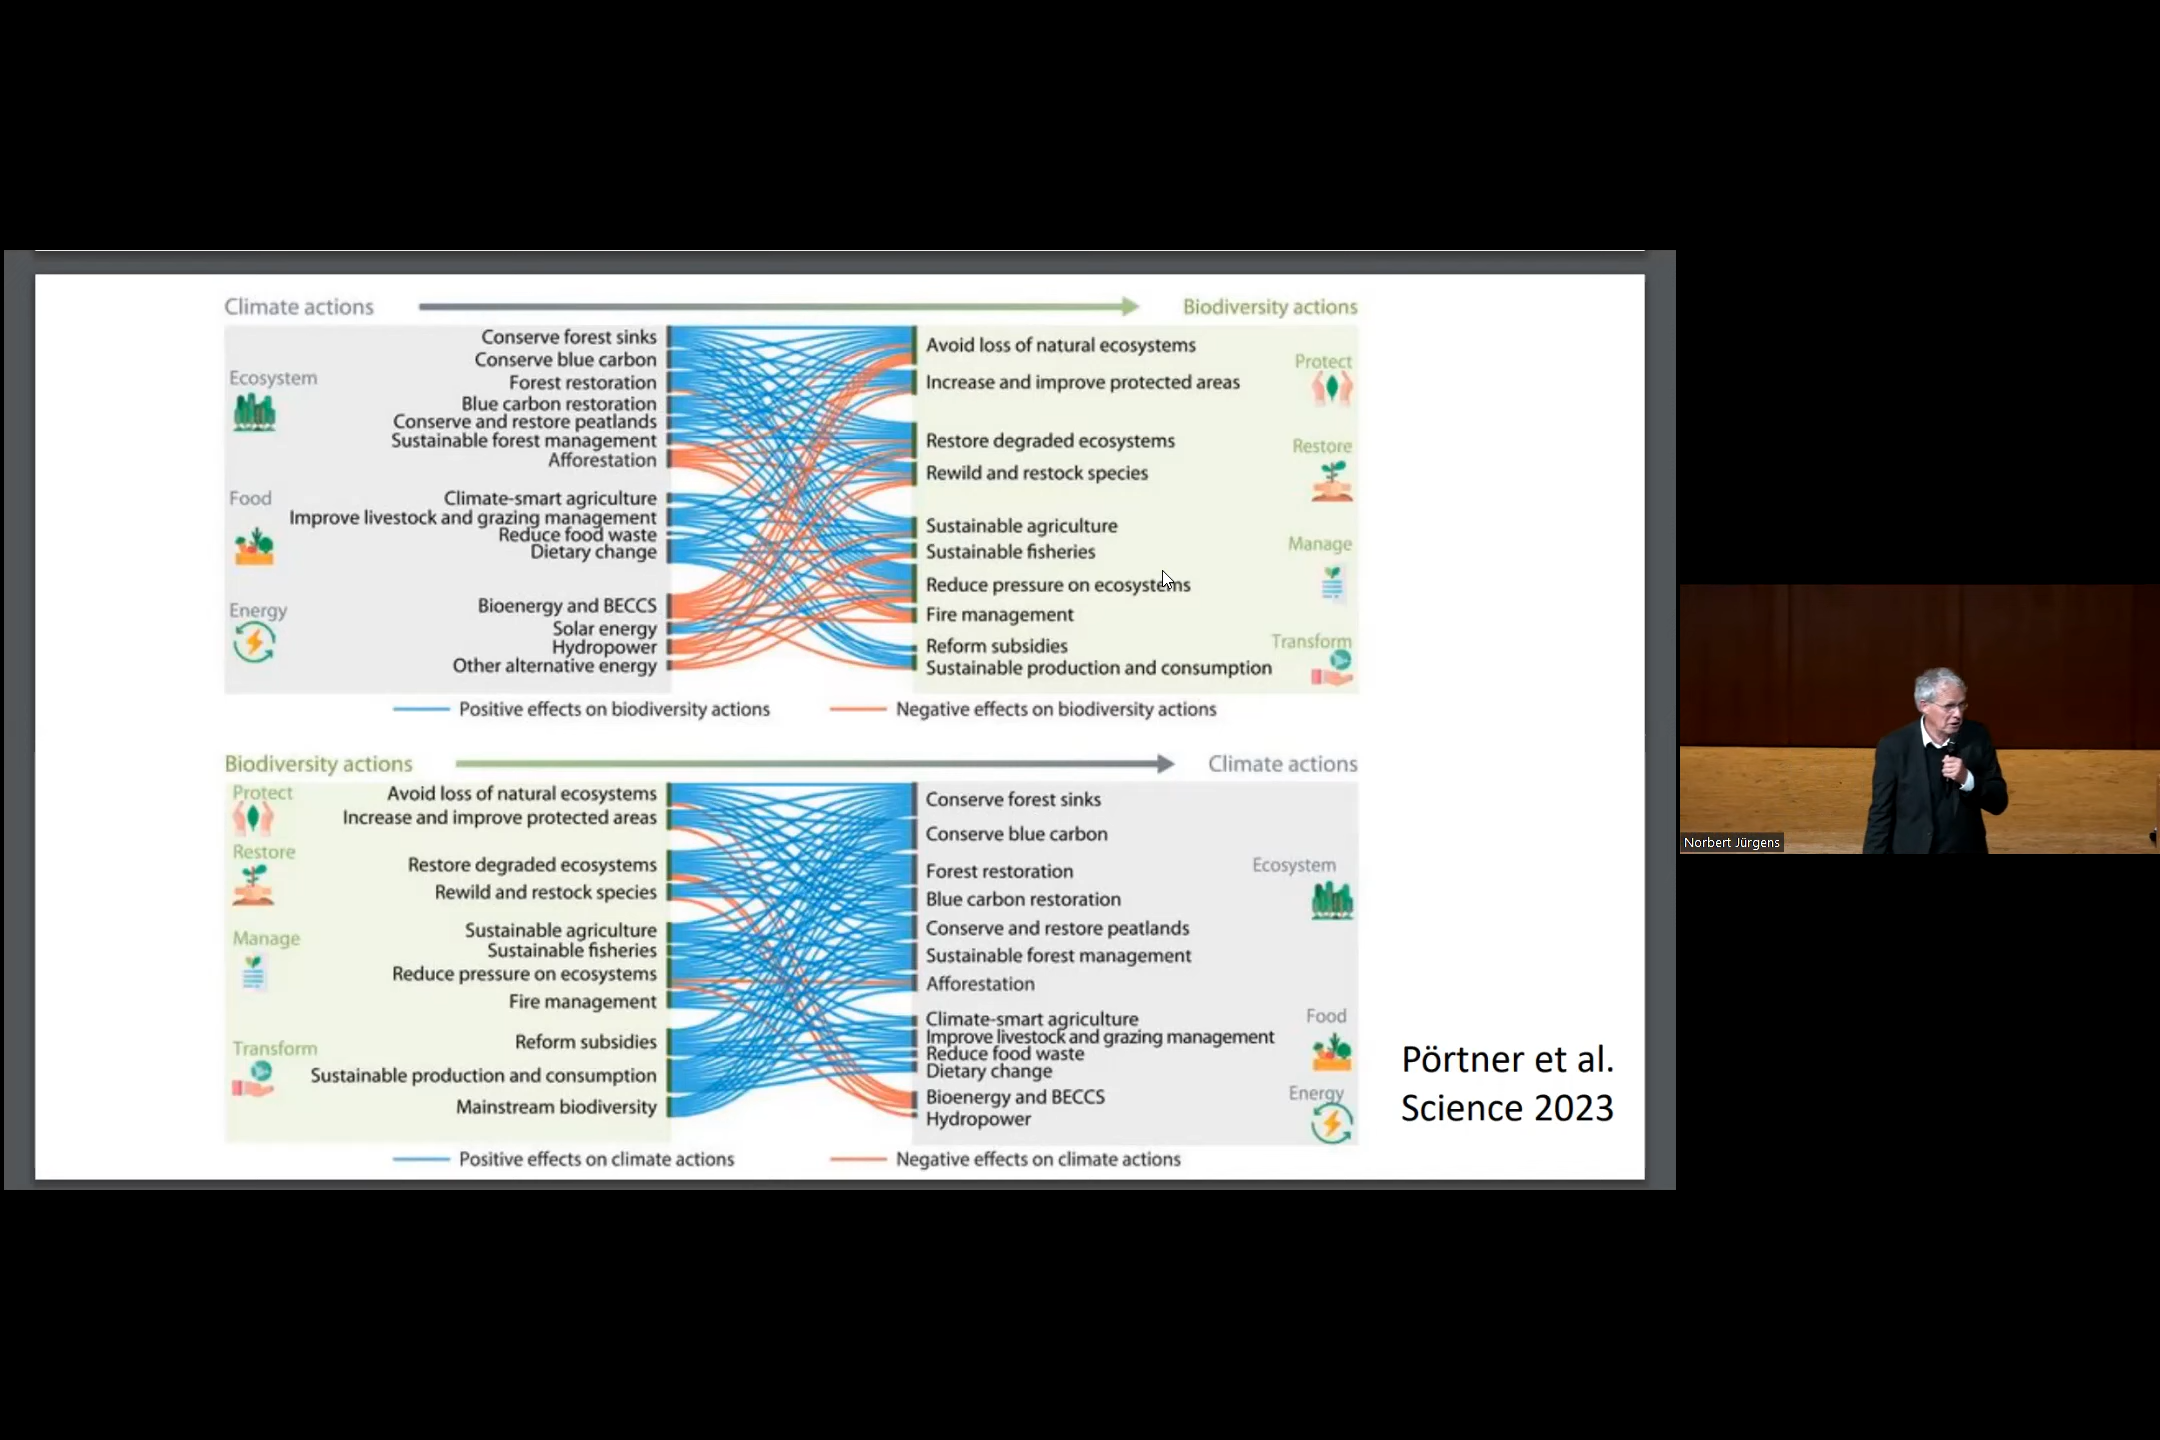 Climate actions
Biodiversity actions
Ecosystem
Conserve forest sinks
Conserve blue carbon
Forest restoration
Blue carbon restoration
Conserve and restore peatlands
Sustainable forest management
Afforestation
Food
Climate-smart agriculture
Improve livestock and grazing management
Reduce food waste
Dietary change
Energy
Bioenergy and BECCS
Solar energy
Hydropower
Other alternative energy
Avoid loss of natural ecosystems
Protect
Increase and improve protected areas
Restore degraded ecosystems
Restore
Rewild and restock species
Sustainable agriculture
Manage
Sustainable fisheries
Reduce pressure on ecosystems
Fire management
Reform subsidies
Transform
Sustainable production and consumption
Positive effects on biodiversity actions
Negative effects on biodiversity actions
Biodiversity actions
Climate actions
Protect
Avoid loss of natural ecosystems
Increase and improve protected areas
Restore
Restore degraded ecosystems
Rewild and restock species
Manage
Sustainable agriculture
Sustainable fisheries
Reduce pressure on ecosystems
Fire management
Transform
Reform subsidies
Sustainable production and consumption
Mainstream biodiversity
Conserve forest sinks
Conserve blue carbon
Ecosystem
Forest restoration
Blue carbon restoration
Conserve and restore peatlands
Sustainable forest management
Afforestation
Food
Climate-smart agriculture
Improve livestock and grazing management
Reduce food waste
Dietary change
Energy
Bioenergy and BECCS
Hydropower
Positive effects on climate actions
Negative effects on climate actions
Pörtner et al.
Science 2023
Norbert Jürgens